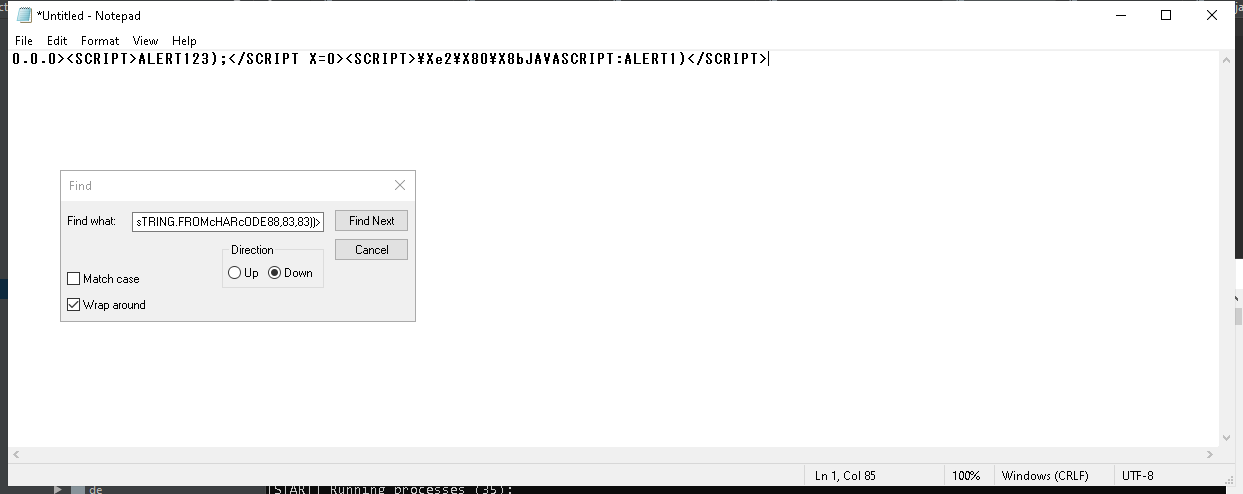 *Untitled - Notepad
File Edit Format View Help
0.0.0><SCRIPT>ALERT123);</SCRIPT X=0><SCRIPT>¥Xe2¥X80¥X8bJAVASCRIPT:ALERT1)</SCRIPT>
Find
Find what: sTRING.FROMcHARcODE88,83,83))> Find Next
Direction Cancel
Up Down
Match case
Wrap around
Ln 1, Col 85 100% Windows (CRLF) UTF-8
de [START] Running processes (35):